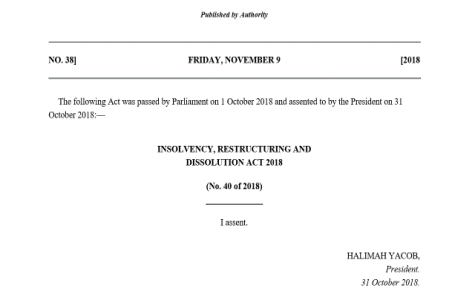 Published by Authority
NO. 38] FRIDAY, NOVEMBER 9 [2018
The following Act was passed by Parliament on 1 October 2018 and assented to by the President on 31
October 2018:—
INSOLVENCY, RESTRUCTURING AND
DISSOLUTION ACT 2018
(No. 40 of 2018)
I assent.
HALIMAH YACOB,
President.
31 October 2018.